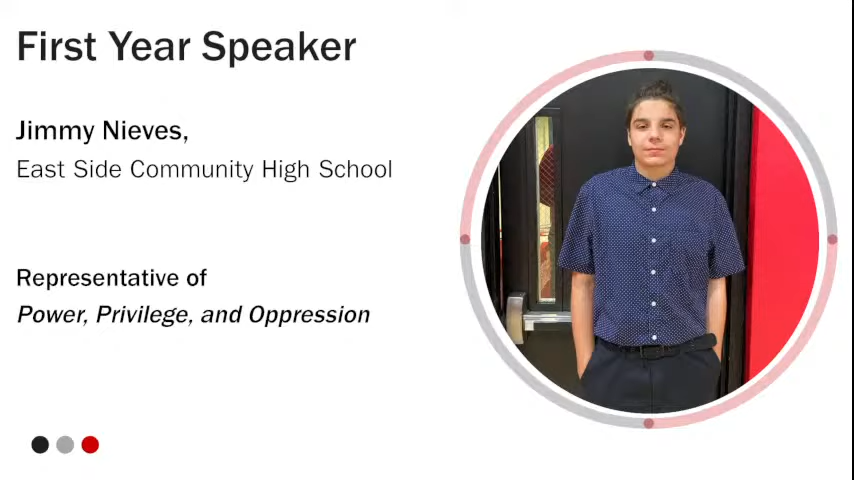 First Year Speaker
Jimmy Nieves,
East Side Community High School
Representative of
Power, Privilege, and Oppression